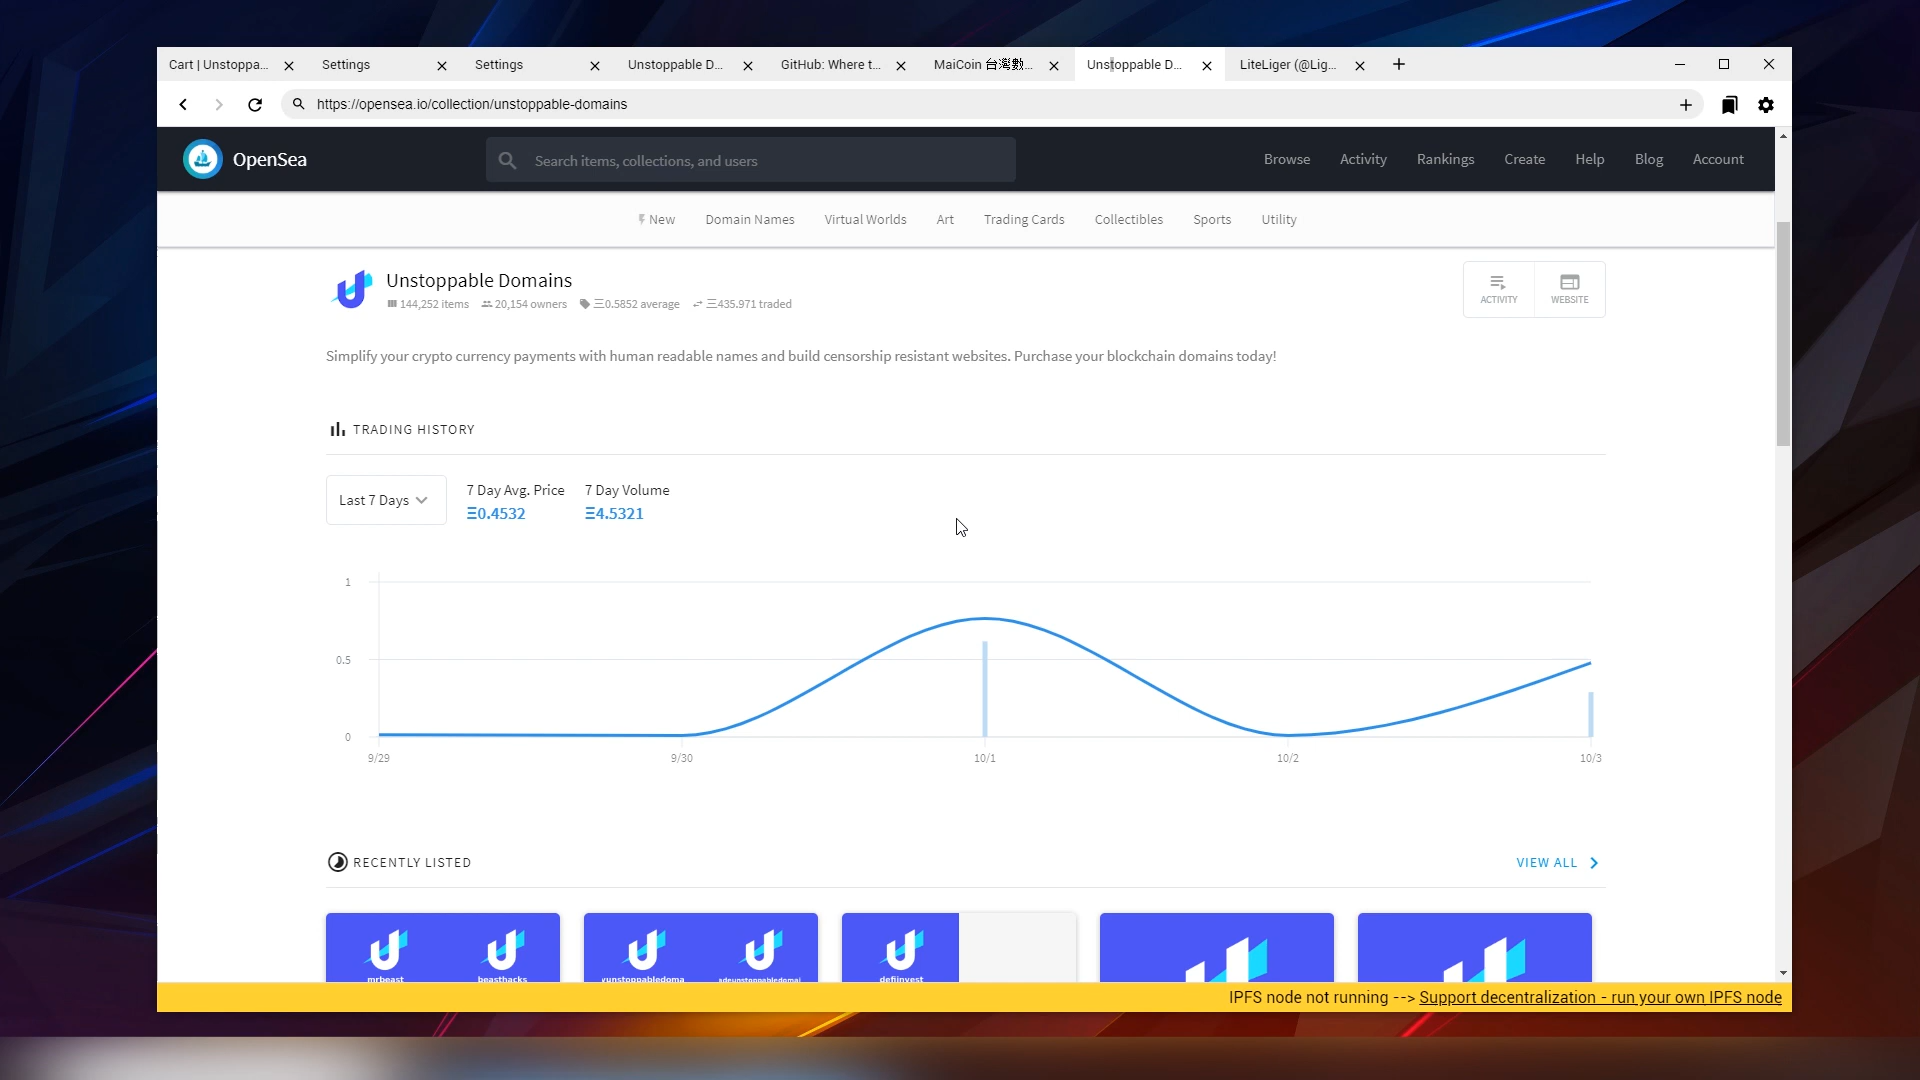 Cart | Unstoppa... Settings Settings Unstoppable D... GitHub: Where t... MaiCoin 台灣數... Unstoppable D... LiteLiger (@Lig...
https://opensea.io/collection/unstoppable-domains
OpenSea Search items, collections, and users Browse Activity Rankings Create Help Blog Account
New Domain Names Virtual Worlds Art Trading Cards Collectibles Sports Utility
Unstoppable Domains
144,252 items 20,154 owners Ξ0.5852 average Ξ435.971 traded
ACTIVITY WEBSITE
Simplify your crypto currency payments with human readable names and build censorship resistant websites. Purchase your blockchain domains today!
TRADING HISTORY
Last 7 Days
7 Day Avg. Price 7 Day Volume
Ξ0.4532 Ξ4.5321
1
0.5
0
9/29 9/30 10/1 10/2 10/3
RECENTLY LISTED VIEW ALL
mrbeast beasthacks defiinvest
IPFS node not running --> Support decentralization - run your own IPFS node